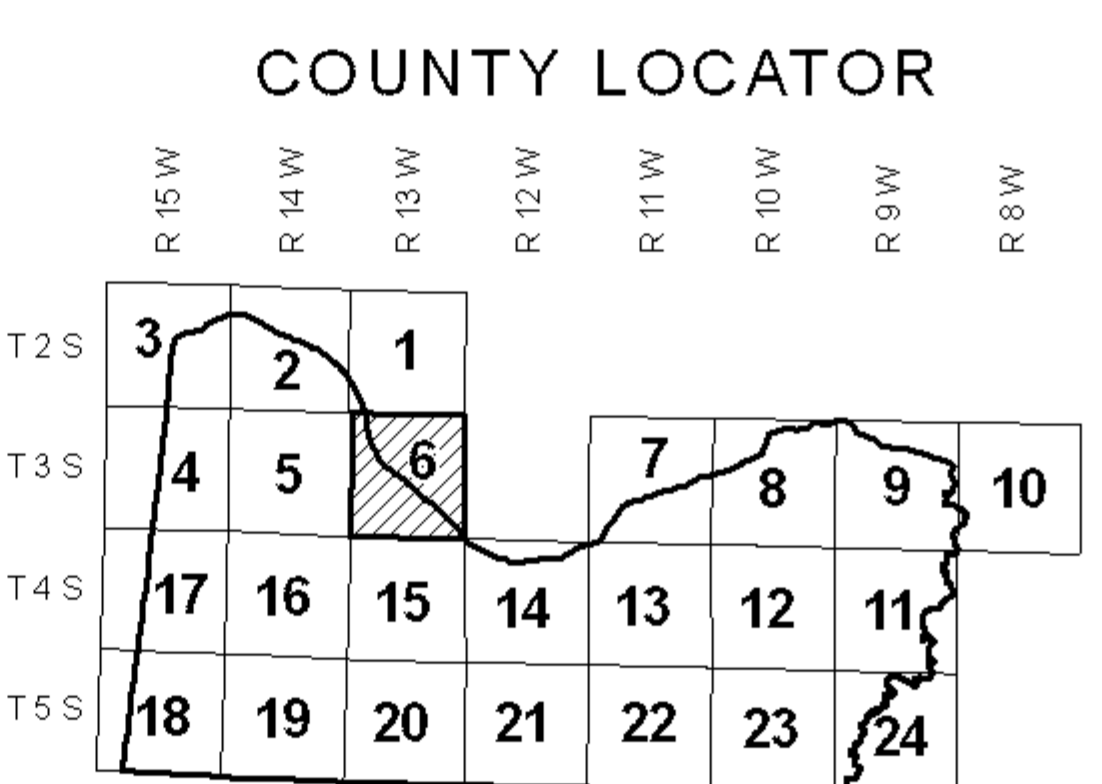 COUNTY LOCATOR
R 15 W R 14 W R 13 W R 12 W R 11 W R 10 W R 9 W R 8 W
T 2 S 3 2 1
T 3 S 4 5 6 7 8 9 10
T 4 S 17 16 15 14 13 12 11
T 5 S 18 19 20 21 22 23 24